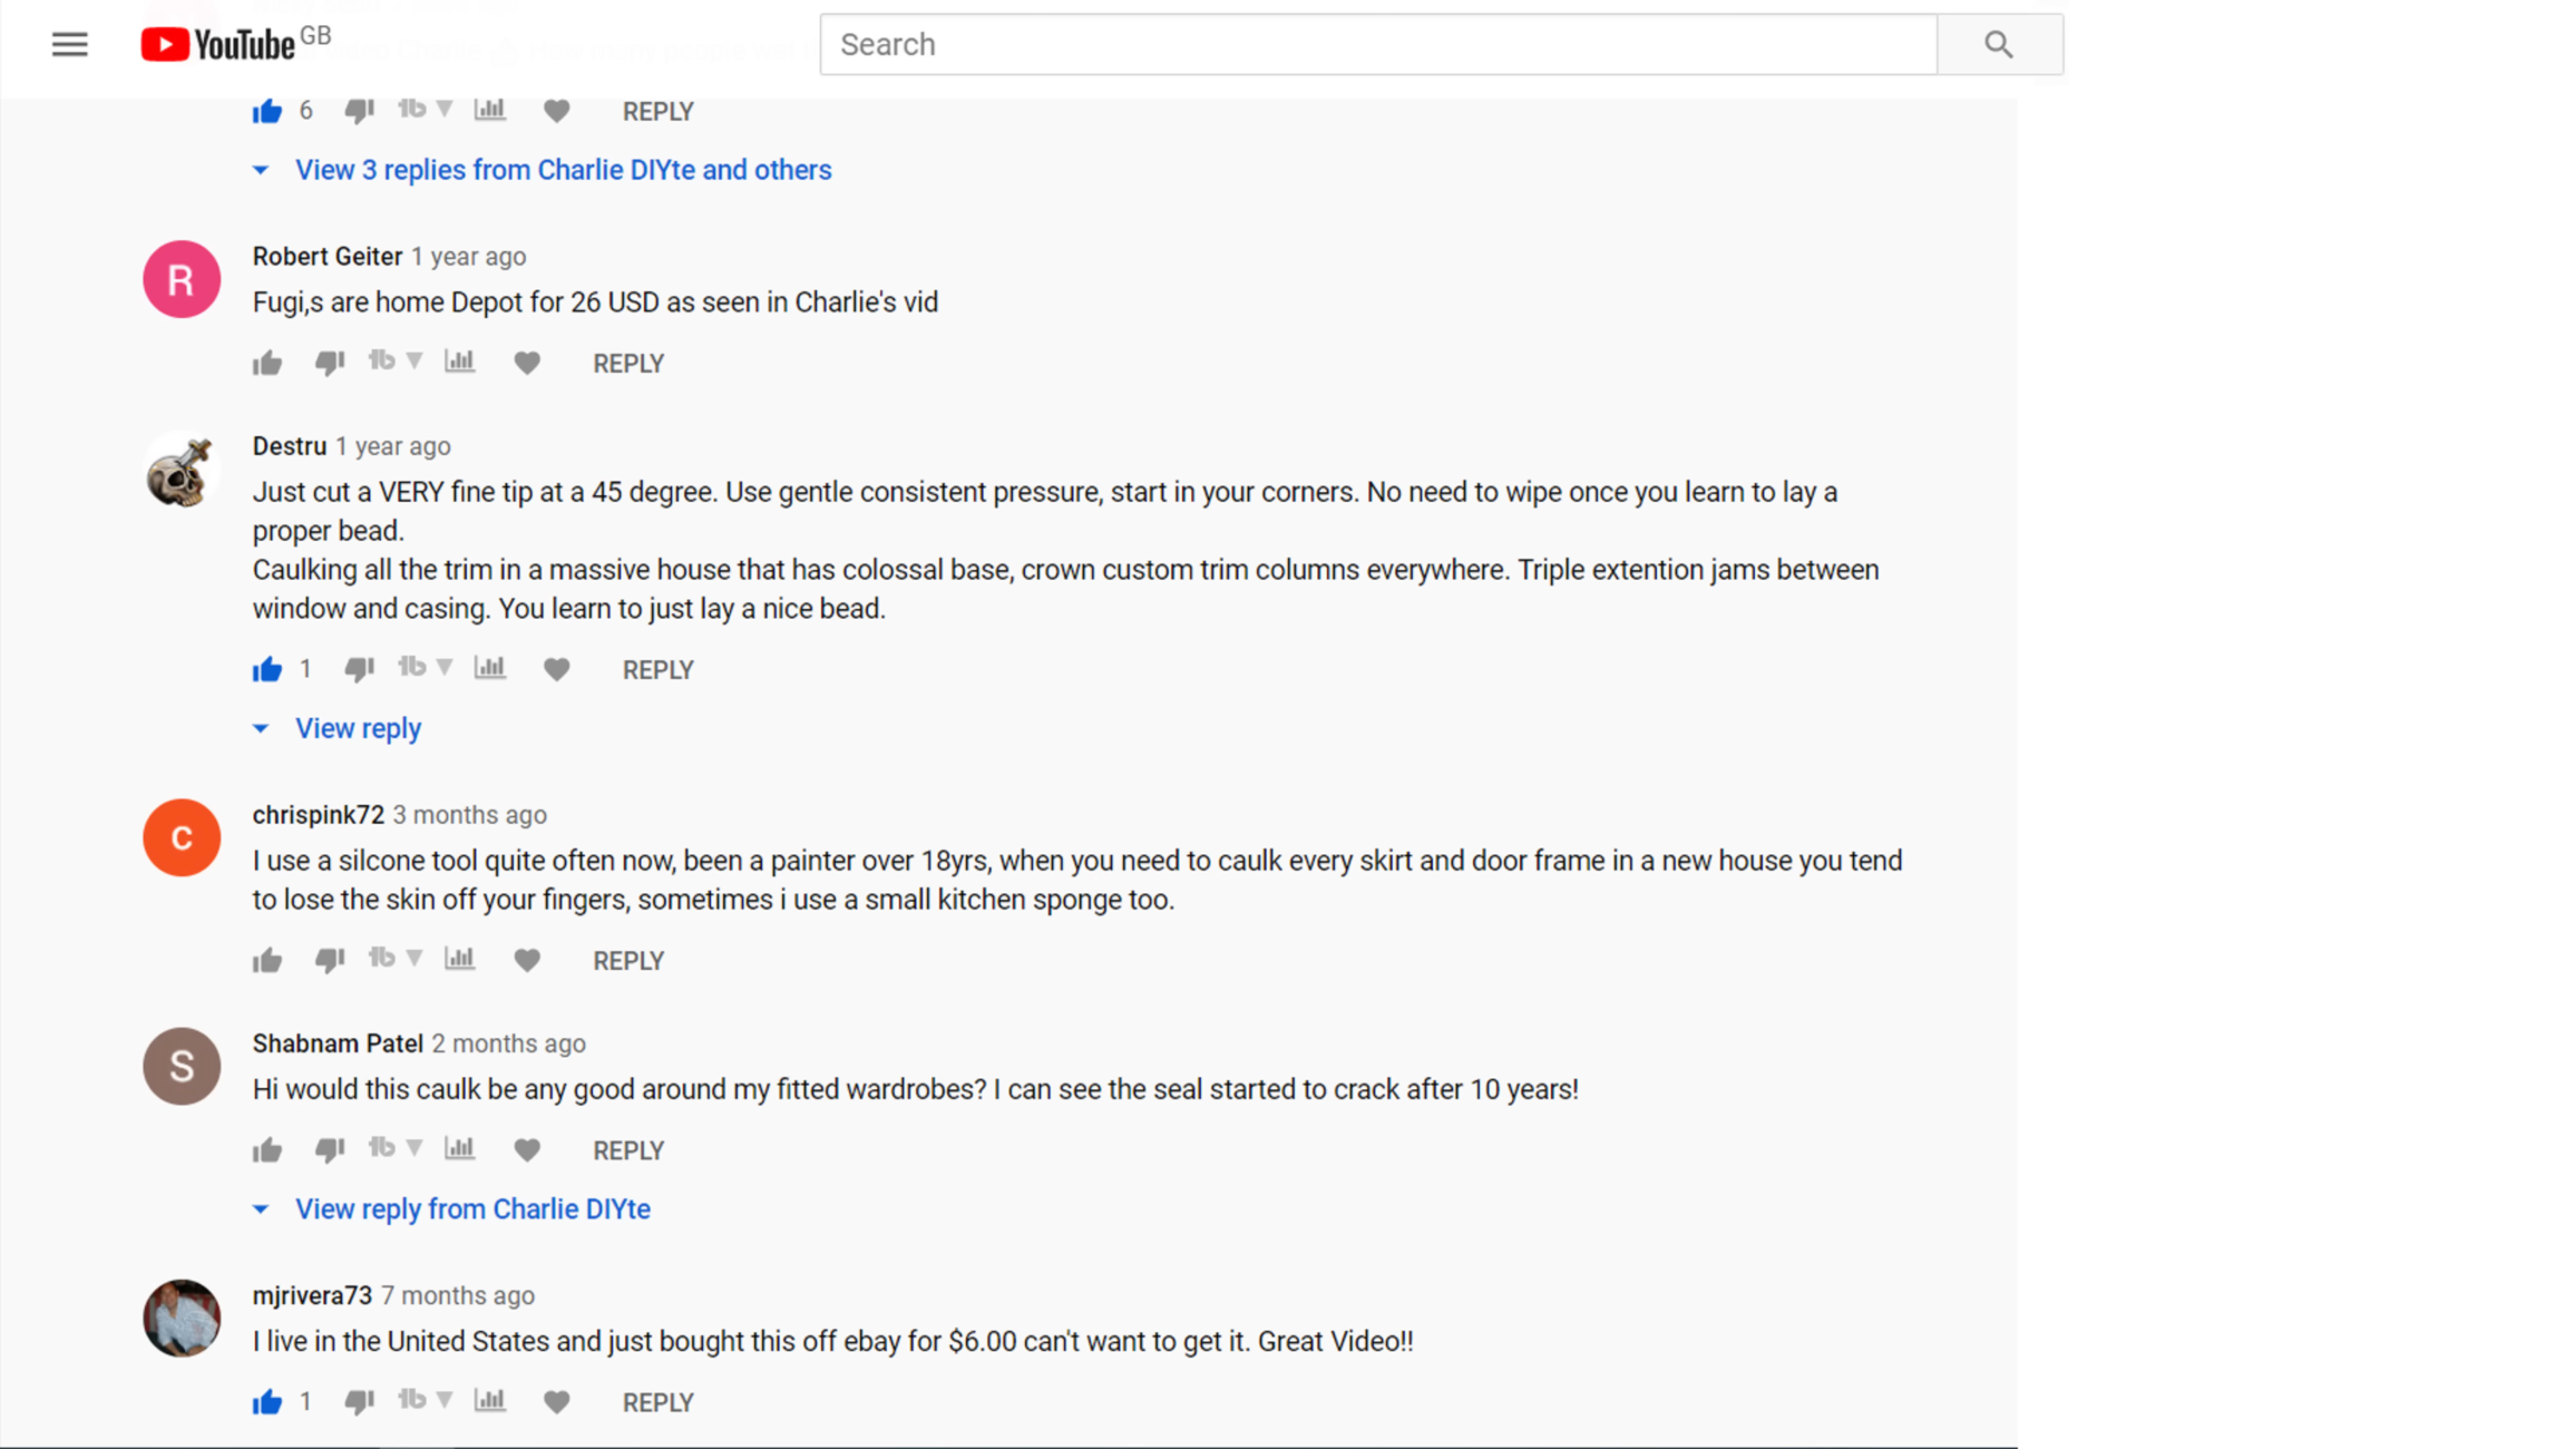 YouTube GB
Search
6 REPLY
View 3 replies from Charlie DIYte and others
R
Robert Geiter 1 year ago
Fugi,s are home Depot for 26 USD as seen in Charlie's vid
REPLY
Destru 1 year ago
Just cut a VERY fine tip at a 45 degree. Use gentle consistent pressure, start in your corners. No need to wipe once you learn to lay a
proper bead.
Caulking all the trim in a massive house that has colossal base, crown custom trim columns everywhere. Triple extention jams between
window and casing. You learn to just lay a nice bead.
1 REPLY
View reply
c
chrispink72 3 months ago
I use a silcone tool quite often now, been a painter over 18yrs, when you need to caulk every skirt and door frame in a new house you tend
to lose the skin off your fingers, sometimes i use a small kitchen sponge too.
REPLY
S
Shabnam Patel 2 months ago
Hi would this caulk be any good around my fitted wardrobes? I can see the seal started to crack after 10 years!
REPLY
View reply from Charlie DIYte
mjrivera73 7 months ago
I live in the United States and just bought this off ebay for $6.00 can't want to get it. Great Video!!
1 REPLY